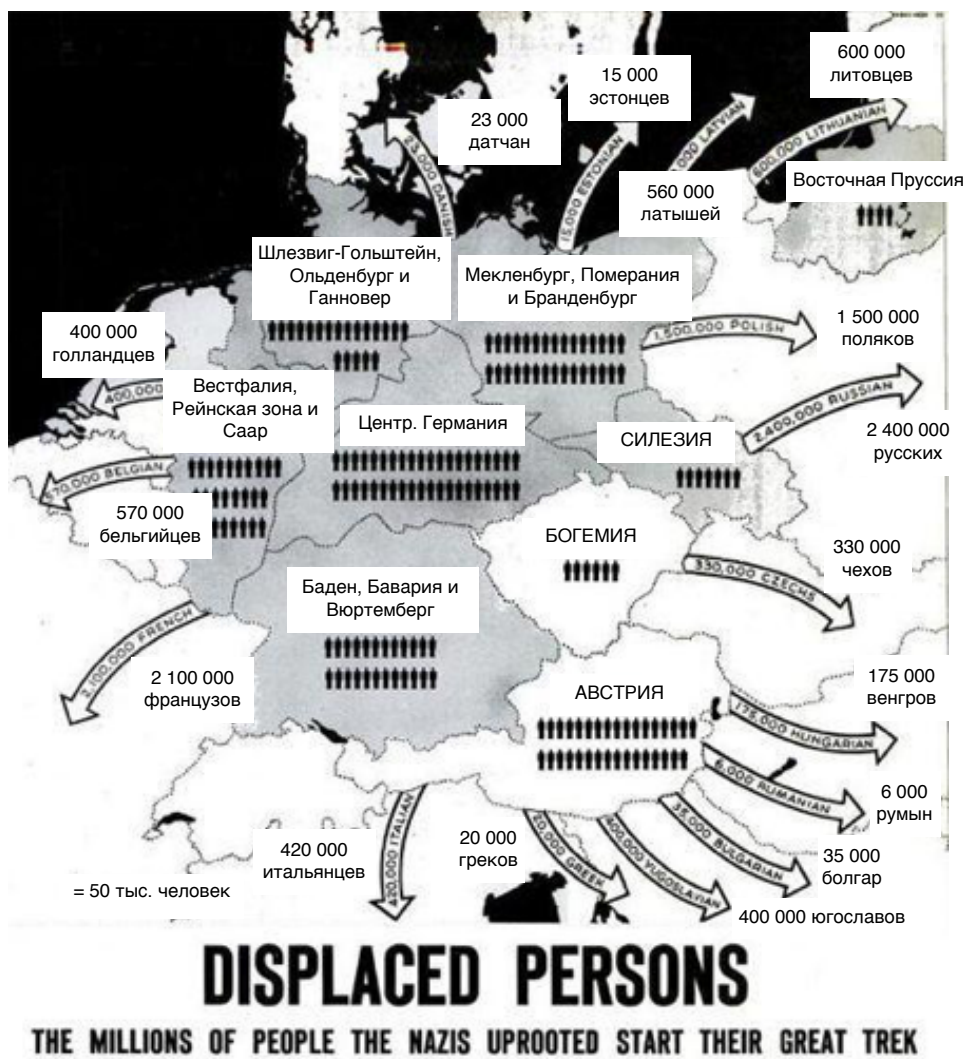 600 000
литовцев
15 000
эстонцев
23 000
датчан
23,000 DANISH
15,000 ESTONIAN
000 LATVIAN
600,000 LITHUANIAN
560 000
латышей
Восточная Пруссия
Шлезвиг-Гольштейн,
Ольденбург и
Ганновер
Мекленбург, Померания
и Бранденбург
400 000
голландцев
400,000
1,500,000 POLISH
1 500 000
поляков
Вестфалия,
Рейнская зона и
Саар
Центр. Германия
СИЛЕЗИЯ
2,400,000 RUSSIAN
2 400 000
русских
570,000 BELGIAN
570 000
бельгийцев
БОГЕМИЯ
330,000 CZECHS
330 000
чехов
Баден, Бавария и
Вюртемберг
2,100,000 FRENCH
2 100 000
французов
АВСТРИЯ
175 000
венгров
175,000 HUNGARIAN
6,000 RUMANIAN
6 000
румын
420,000 ITALIAN
420 000
итальянцев
20 000
греков
20,000 GREEK
400,000 YUGOSLAVIAN
35,000 BULGARIAN
35 000
болгар
= 50 тыс. человек
400 000 югославов
DISPLACED PERSONS
THE MILLIONS OF PEOPLE THE NAZIS UPROOTED START THEIR GREAT TREK